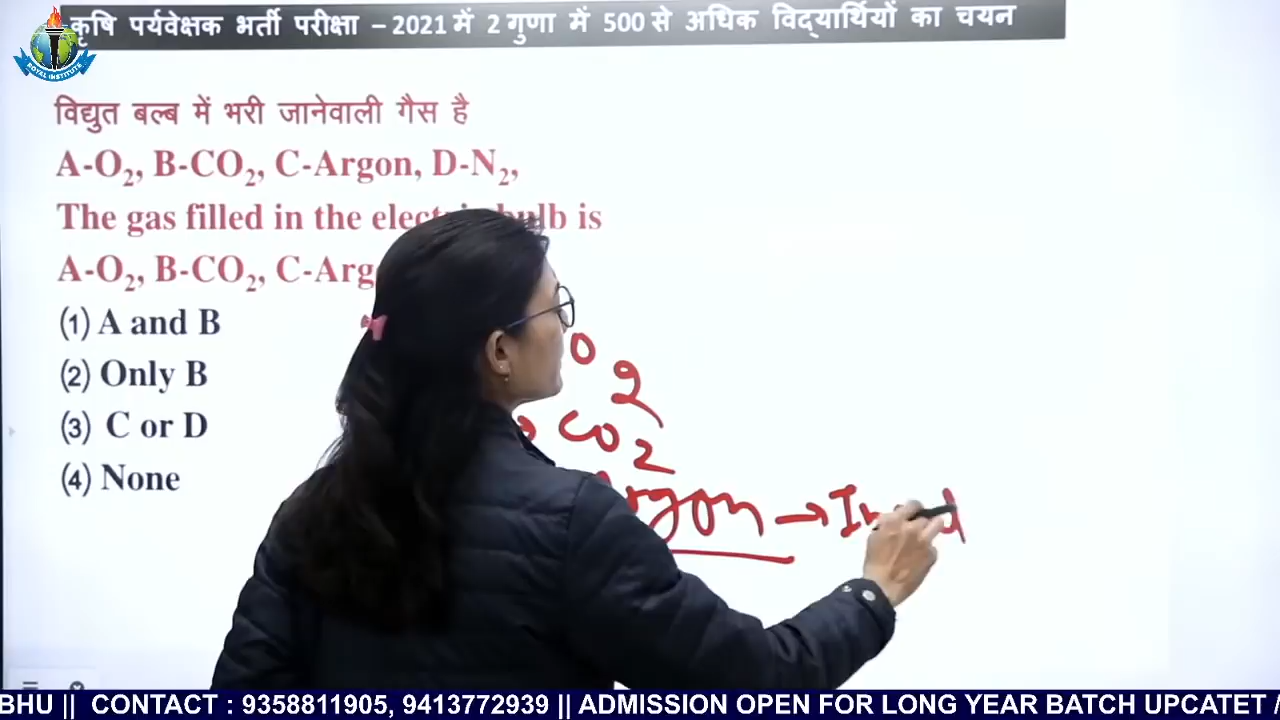 कृषि पर्यवेक्षक भर्ती परीक्षा – 2021 में 2 गुणा में 500 से अधिक विद्यार्थियों का चयन
ROYAL INSTITUTE
विद्युत बल्ब में भरी जानेवाली गैस है
A-O₂, B-CO₂, C-Argon, D-N₂,
The gas filled in the bulb is
A-O₂, B-CO₂,
(1) A and B
(2) Only B
(3) C or D
(4) None
O2
CO2
→
BHU || CONTACT : 9358811905, 9413772939 || ADMISSION OPEN FOR LONG YEAR BATCH UPCATET /